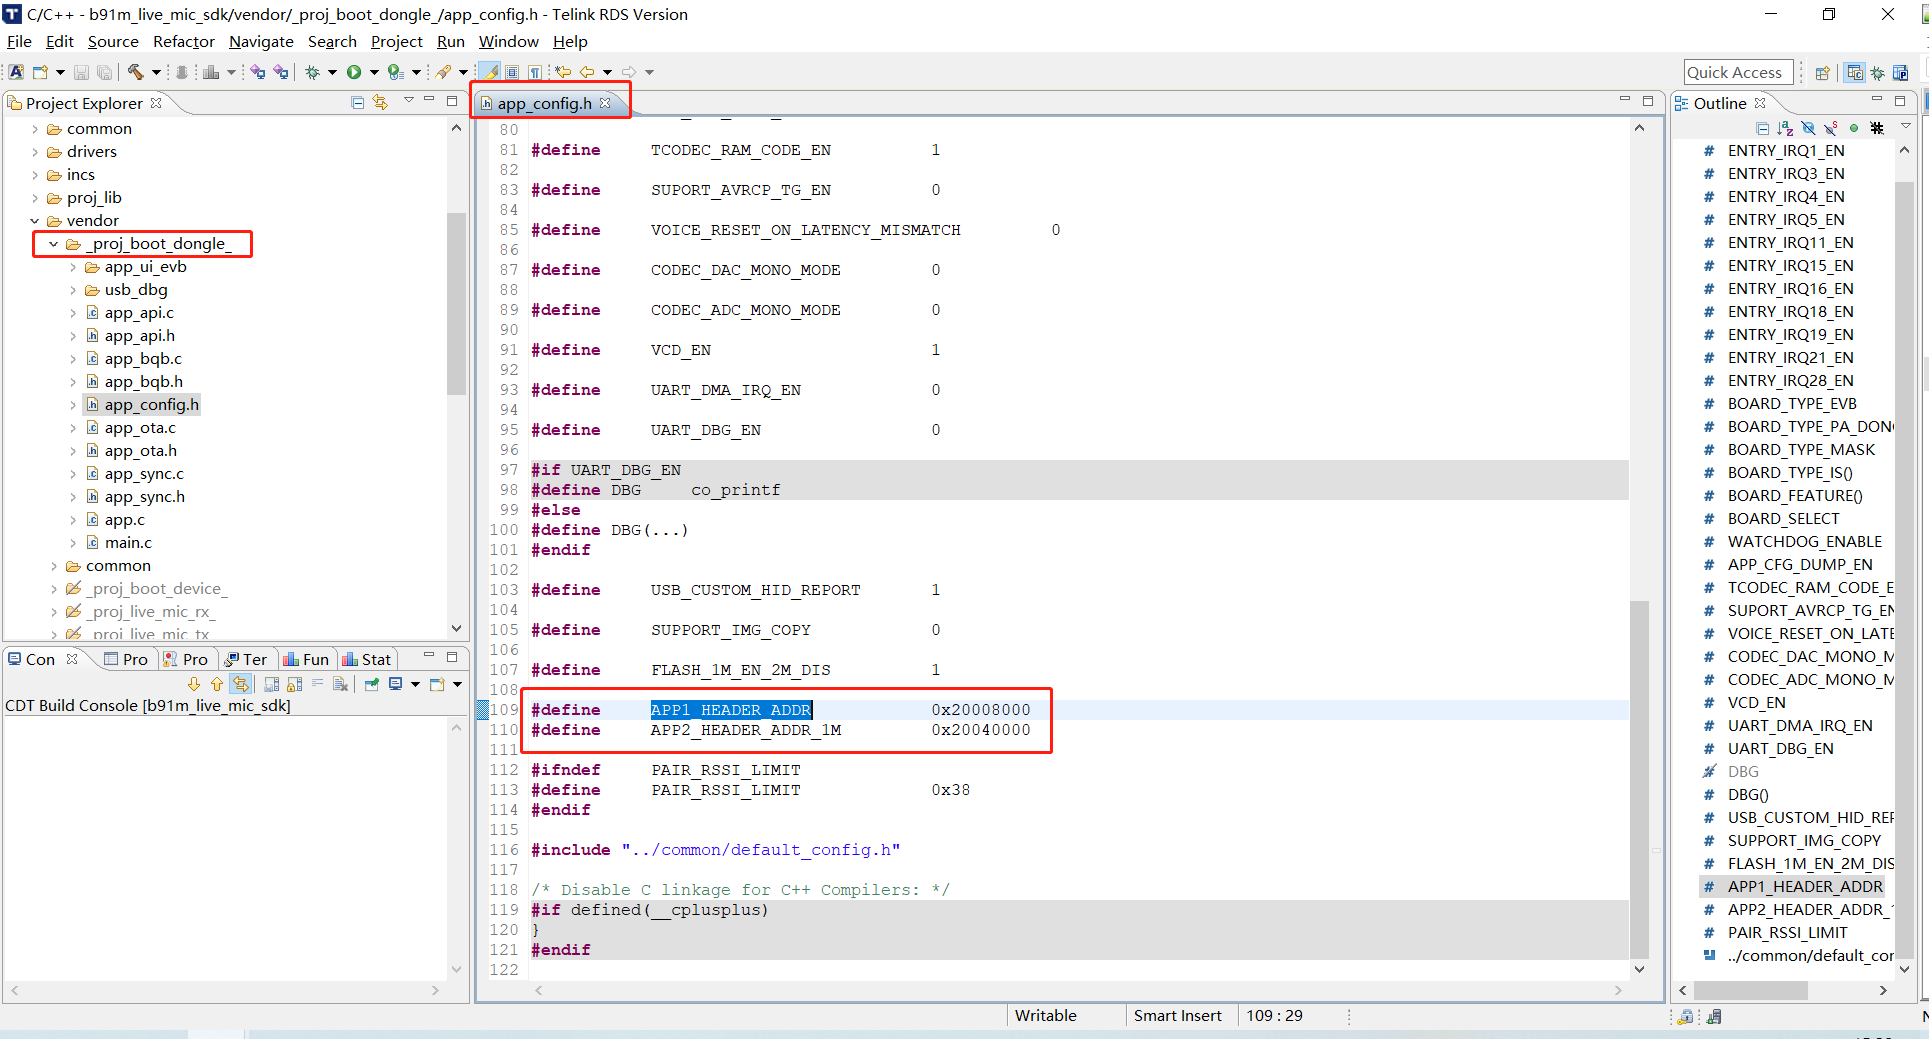 C/C++ - b91m_live_mic_sdk/vendor/_proj_boot_dongle_/app_config.h - Telink RDS Version
File Edit Source Refactor Navigate Search Project Run Window Help
Quick Access
Project Explorer
common
drivers
incs
proj_lib
vendor
_proj_boot_dongle_
app_ui_evb
usb_dbg
app_api.c
app_api.h
app_bqb.c
app_bqb.h
app_config.h
app_ota.c
app_ota.h
app_sync.c
app_sync.h
app.c
main.c
common
_proj_boot_device_
_proj_live_mic_rx_
_proj_live_mic_tx
Con Pro Pro Ter Fun Stat
CDT Build Console [b91m_live_mic_sdk]
app_config.h
80
81 #define TCODEC_RAM_CODE_EN 1
82
83 #define SUPORT_AVRCP_TG_EN 0
84
85 #define VOICE_RESET_ON_LATENCY_MISMATCH 0
86
87 #define CODEC_DAC_MONO_MODE 0
88
89 #define CODEC_ADC_MONO_MODE 0
90
91 #define VCD_EN 1
92
93 #define UART_DMA_IRQ_EN 0
94
95 #define UART_DBG_EN 0
96
97 #if UART_DBG_EN
98 #define DBG co_printf
99 #else
100 #define DBG(...)
101 #endif
102
103 #define USB_CUSTOM_HID_REPORT 1
104
105 #define SUPPORT_IMG_COPY 0
106
107 #define FLASH_1M_EN_2M_DIS 1
108
109 #define APP1_HEADER_ADDR 0x20008000
110 #define APP2_HEADER_ADDR_1M 0x20040000
111
112 #ifndef PAIR_RSSI_LIMIT
113 #define PAIR_RSSI_LIMIT 0x38
114 #endif
115
116 #include "../common/default_config.h"
117
118 /* Disable C linkage for C++ Compilers: */
119 #if defined(__cplusplus)
120 }
121 #endif
122
Outline
ENTRY_IRQ1_EN
ENTRY_IRQ3_EN
ENTRY_IRQ4_EN
ENTRY_IRQ5_EN
ENTRY_IRQ11_EN
ENTRY_IRQ15_EN
ENTRY_IRQ16_EN
ENTRY_IRQ18_EN
ENTRY_IRQ19_EN
ENTRY_IRQ21_EN
ENTRY_IRQ28_EN
BOARD_TYPE_EVB
BOARD_TYPE_PA_DON
BOARD_TYPE_MASK
BOARD_TYPE_IS()
BOARD_FEATURE()
BOARD_SELECT
WATCHDOG_ENABLE
APP_CFG_DUMP_EN
TCODEC_RAM_CODE_E
SUPORT_AVRCP_TG_EN
VOICE_RESET_ON_LATE
CODEC_DAC_MONO_M
CODEC_ADC_MONO_M
VCD_EN
UART_DMA_IRQ_EN
UART_DBG_EN
DBG
DBG()
USB_CUSTOM_HID_REF
SUPPORT_IMG_COPY
FLASH_1M_EN_2M_DIS
APP1_HEADER_ADDR
APP2_HEADER_ADDR_
PAIR_RSSI_LIMIT
../common/default_cor
Writable Smart Insert 109 : 29